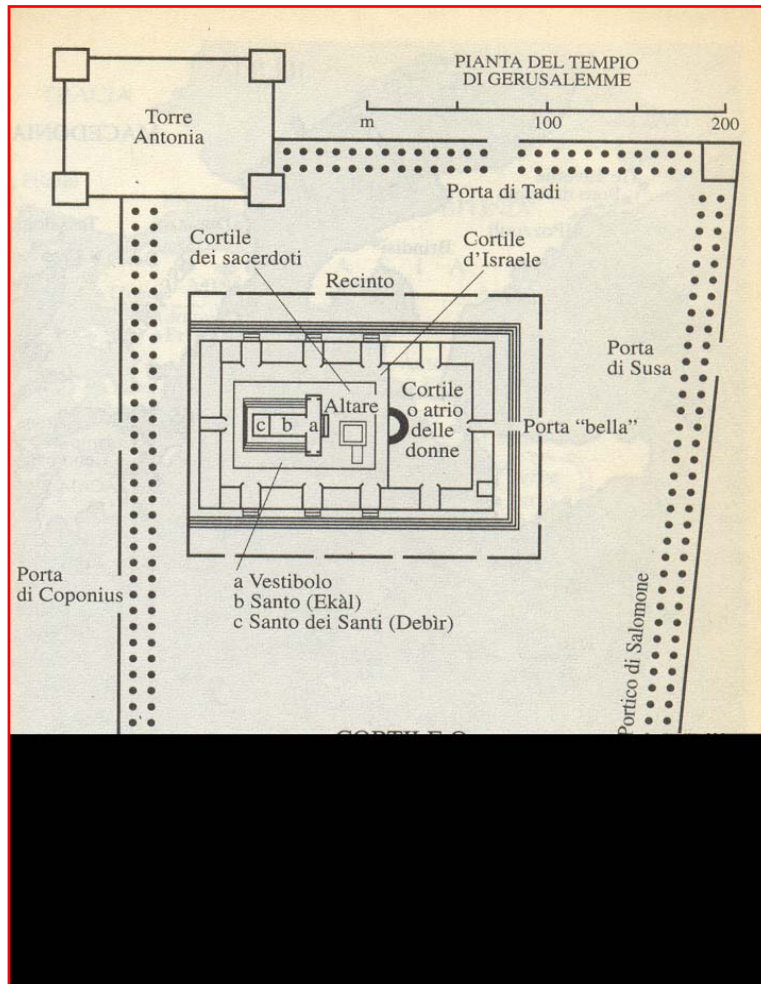 PIANTA DEL TEMPIO
DI GERUSALEMME
m 100 200
Torre
Antonia
Porta di Tadi
Cortile
dei sacerdoti
Cortile
d'Israele
Recinto
Porta
di Susa
Cortile
o atrio
delle
donne
Altare
c b a
Porta "bella"
Porta
di Coponius
a Vestibolo
b Santo (Ekàl)
c Santo dei Santi (Debìr)
Portico di Salomone
CORTILE O